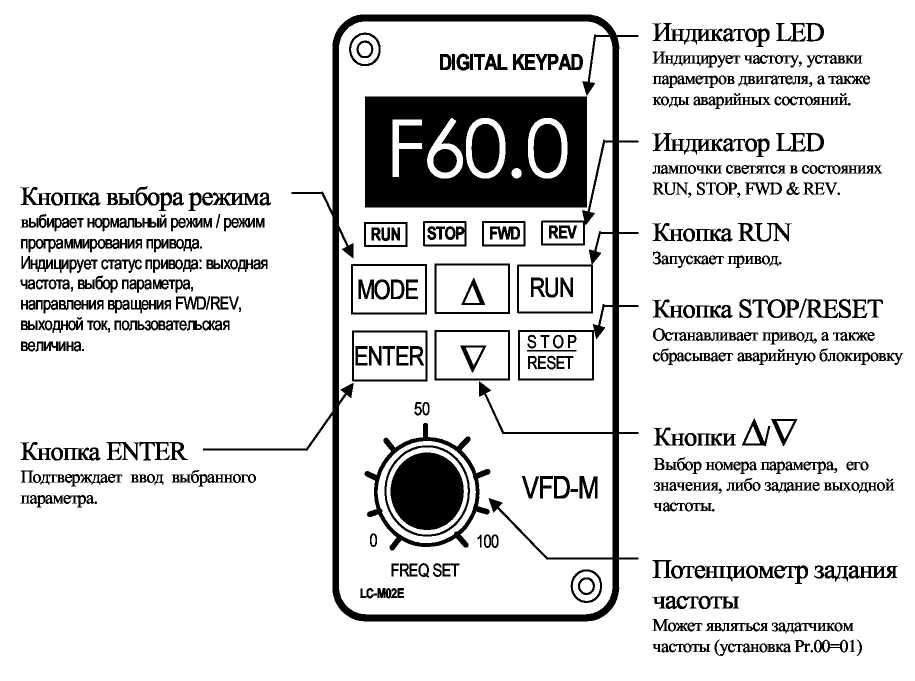 Индикатор LED
Индицирует частоту, уставки
параметров двигателя, а также
коды аварийных состояний.
DIGITAL KEYPAD
F60.0
Индикатор LED
лампочки светятся в состояниях
RUN, STOP, FWD & REV.
Кнопка выбора режима
выбирает нормальный режим / режим
программирования привода.
Индицирует статус привода: выходная
частота, выбор параметра,
направления вращения FWD/REV,
выходной ток, пользовательская
величина.
RUN STOP FWD REV
Кнопка RUN
Запускает привод.
MODE Δ RUN
Кнопка STOP/RESET
Останавливает привод, а также
сбрасывает аварийную блокировку
ENTER ∇ STOP
RESET
50
Кнопка ENTER
Подтверждает ввод выбранного
параметра.
Кнопки Δ/∇
Выбор номера параметра, его
значения, либо задание выходной
частоты.
VFD-M
0 100
FREQ SET
LC-M02E
Потенциометр задания
частоты
Может являться задатчиком
частоты (установка Pr.00=01)